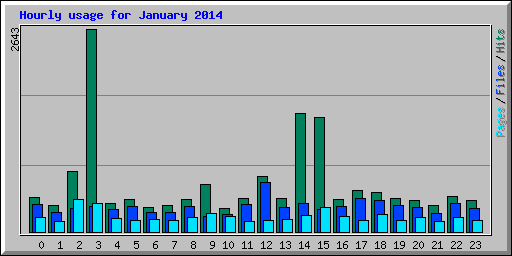 Hourly usage for January 2014
2643
Pages/Files/Hits
0 1 2 3 4 5 6 7 8 9 10 11 12 13 14 15 16 17 18 19 20 21 22 23